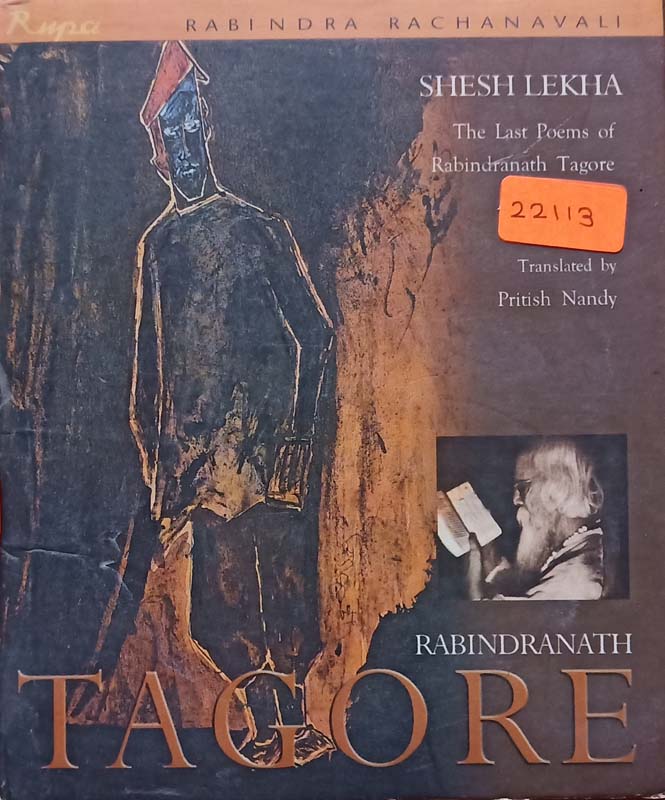 Rupa
RABINDRA RACHANAVALI
SHESH LEKHA
The Last Poems of
Rabindranath Tagore
22113
Translated by
Pritish Nandy
RABINDRANATH
TAGORE